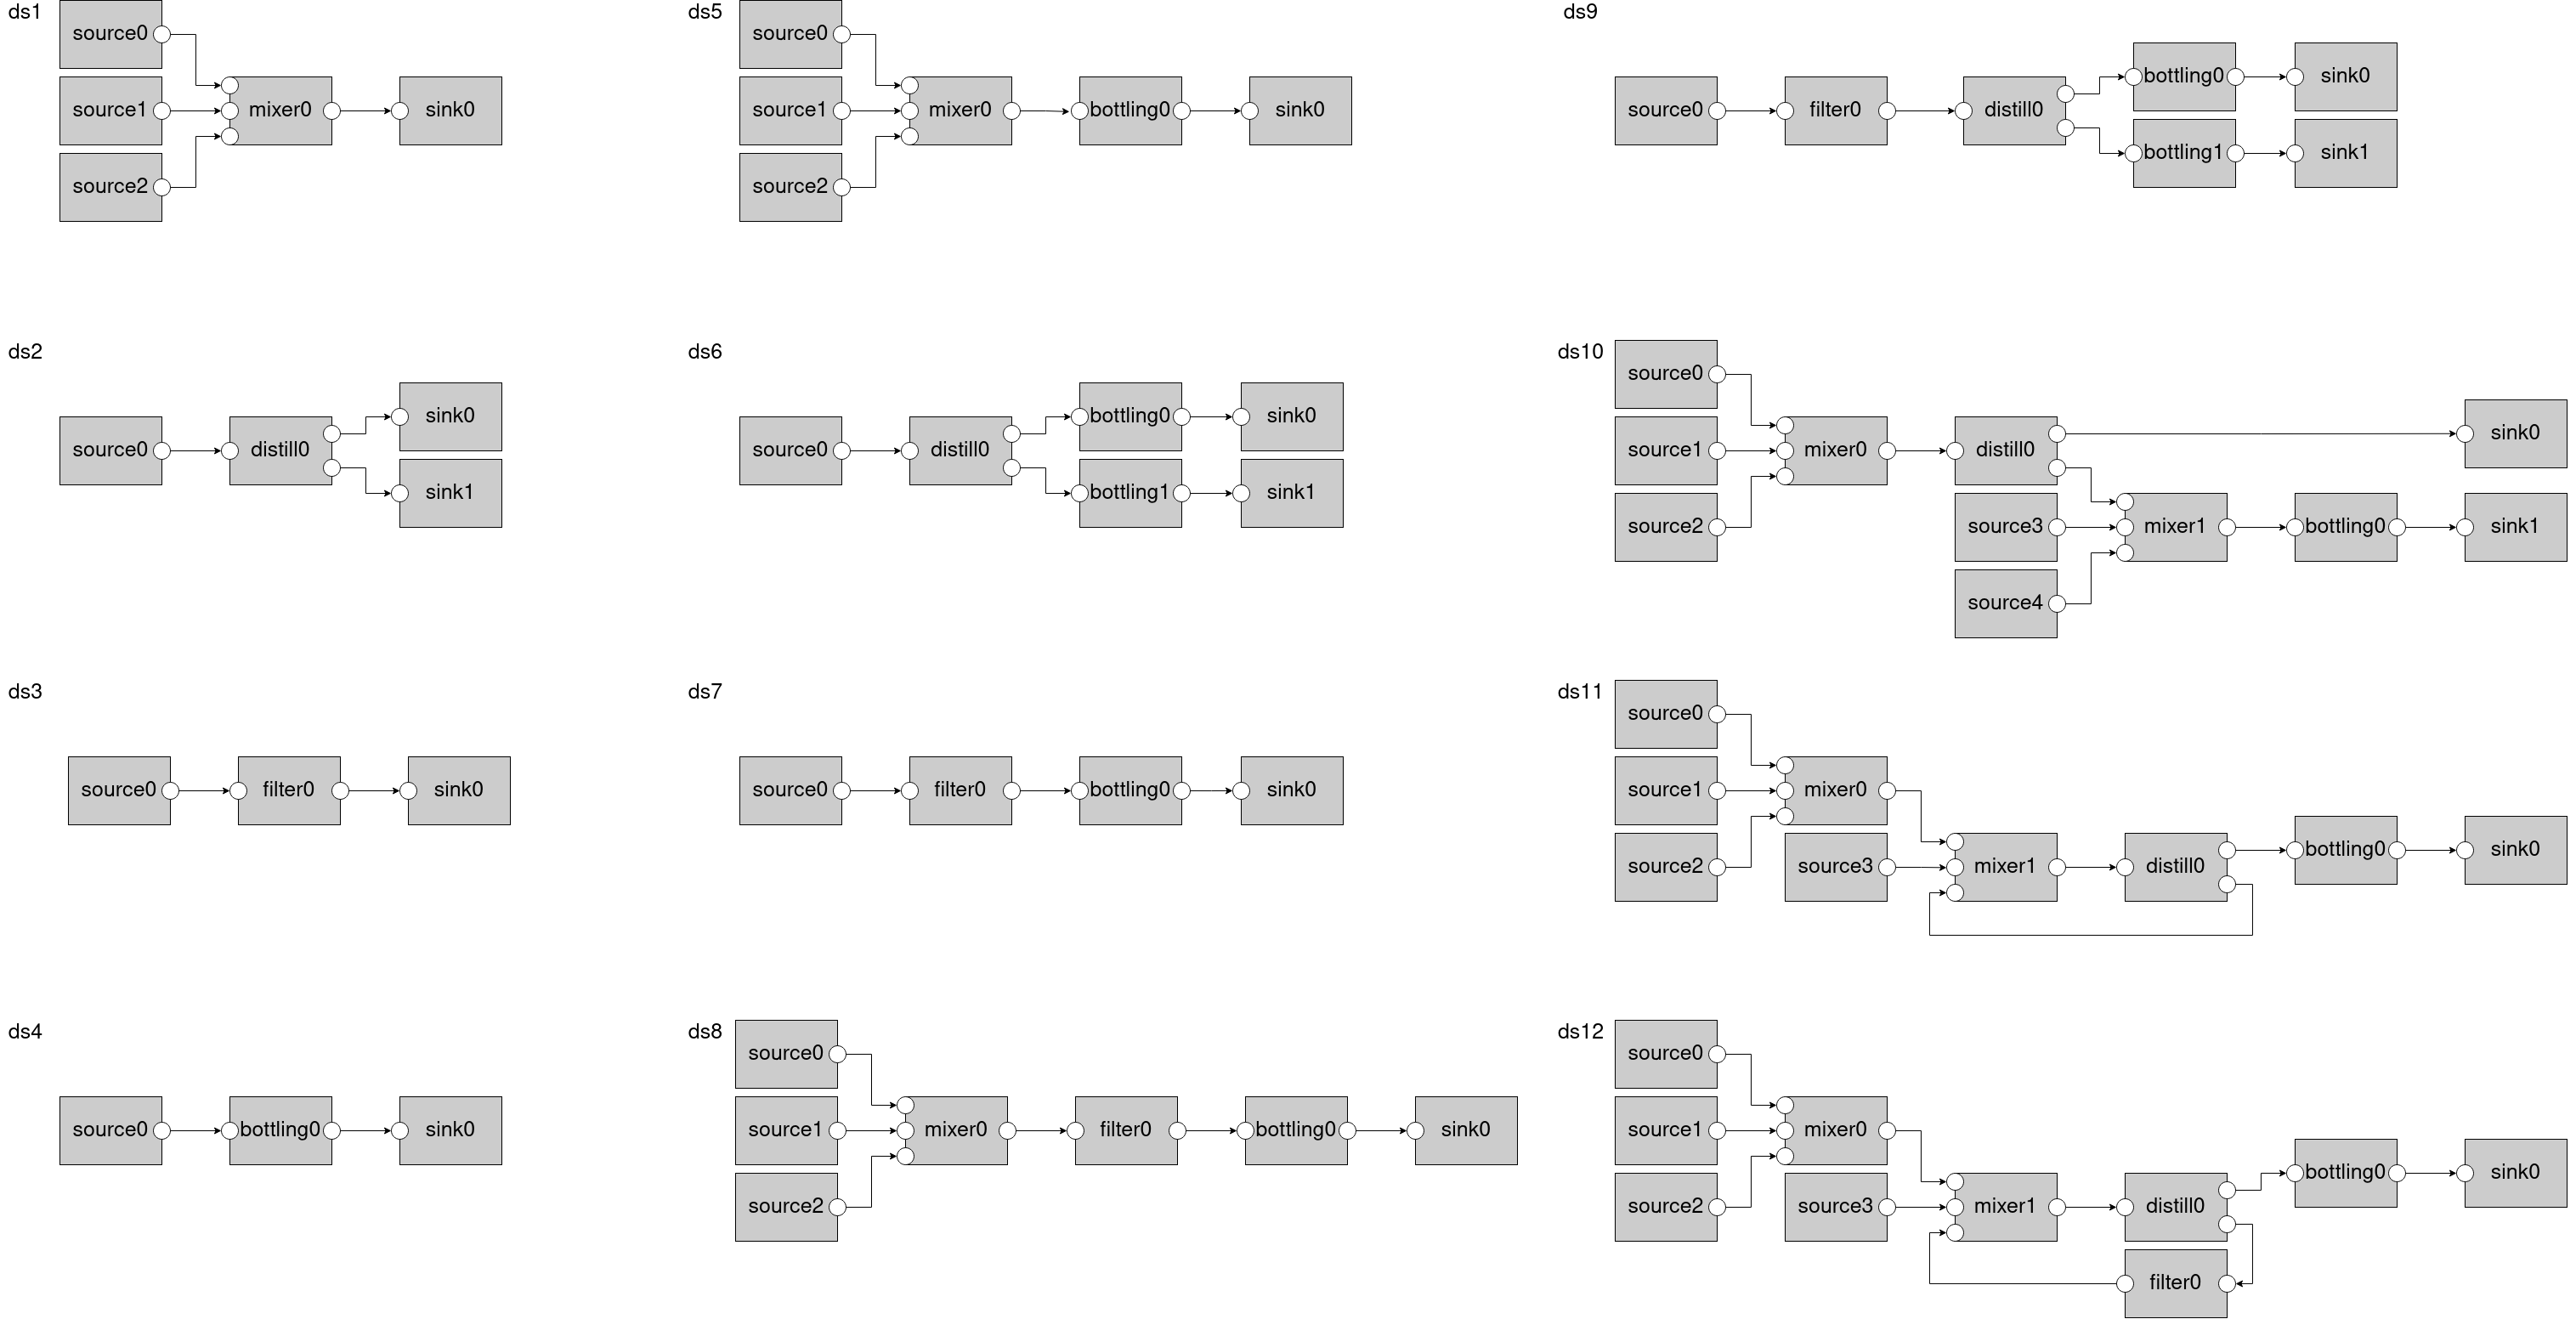 ds1
source0
source1
source2
mixer0
sink0
ds5
source0
source1
source2
mixer0
bottling0
sink0
ds9
source0
filter0
distill0
bottling0
sink0
bottling1
sink1
ds2
source0
distill0
sink0
sink1
ds6
source0
distill0
bottling0
sink0
bottling1
sink1
ds10
source0
source1
source2
mixer0
distill0
source3
source4
mixer1
bottling0
sink0
sink1
ds3
source0
filter0
sink0
ds7
source0
filter0
bottling0
sink0
ds11
source0
source1
source2
mixer0
source3
mixer1
distill0
bottling0
sink0
ds4
source0
bottling0
sink0
ds8
source0
source1
source2
mixer0
filter0
bottling0
sink0
ds12
source0
source1
source2
mixer0
source3
mixer1
distill0
filter0
bottling0
sink0